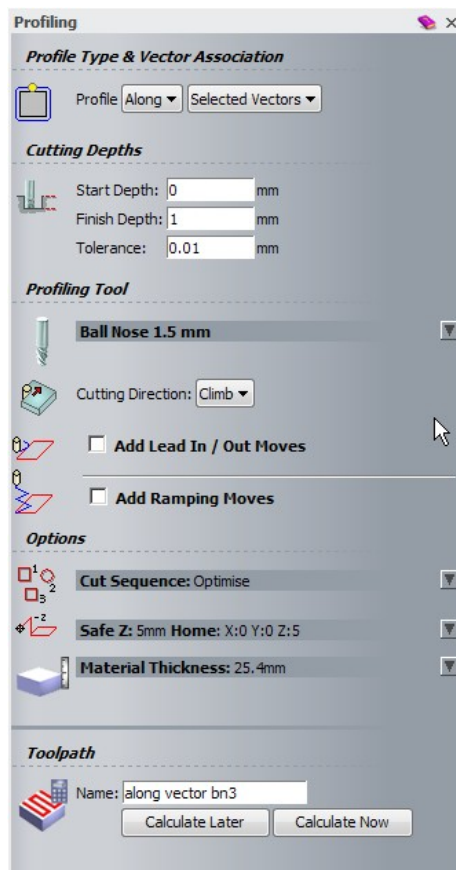 Profiling
Profile Type & Vector Association
Profile Along Selected Vectors
Cutting Depths
Start Depth: 0 mm
Finish Depth: 1 mm
Tolerance: 0.01 mm
Profiling Tool
Ball Nose 1.5 mm
Cutting Direction: Climb
Add Lead In / Out Moves
Add Ramping Moves
Options
1
2
3
Cut Sequence: Optimise
-z
Safe Z: 5mm Home: X:0 Y:0 Z:5
Material Thickness: 25.4mm
Toolpath
Name: along vector bn3
Calculate Later Calculate Now